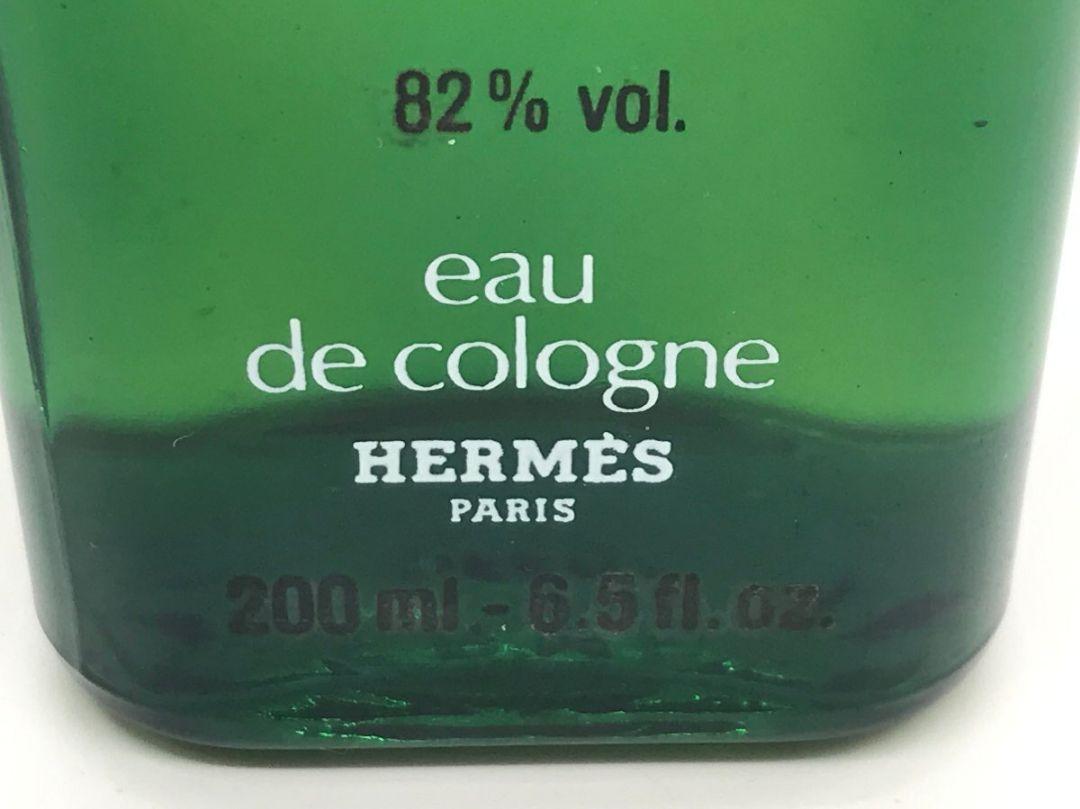 82% vol.
eau
de cologne
HERMÈS
PARIS
200 ml - 6.5 fl. oz.